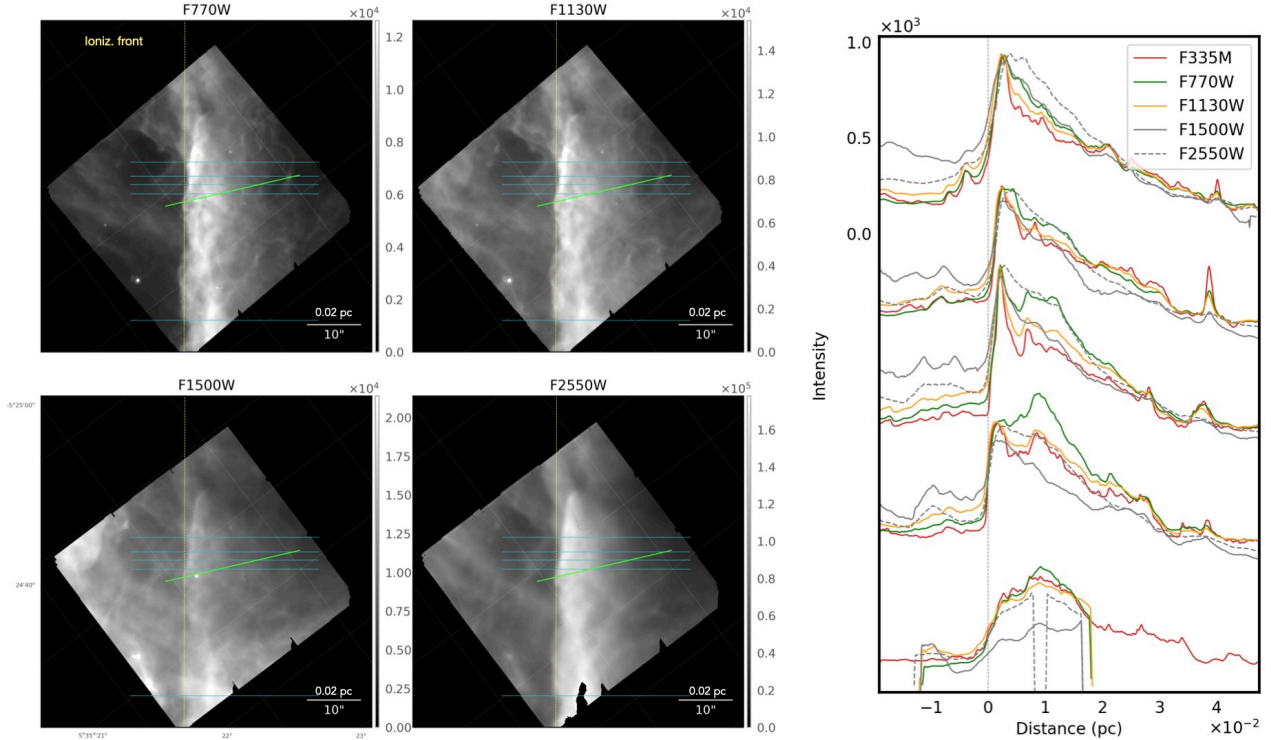 F770W
×10⁴
Ioniz. front
1.2
1.0
0.8
0.6
0.4
0.2
0.0
0.02 pc
10"
F1130W
×10⁴
1.4
1.2
1.0
0.8
0.6
0.4
0.2
0.0
0.02 pc
10"
F1500W
×10⁴
-5°25'00"
24'40"
2.00
1.75
1.50
1.25
1.00
0.75
0.50
0.25
0.00
0.02 pc
10"
5ʰ35ᵐ21ˢ
22ˢ
23ˢ
F2550W
×10⁵
1.6
1.4
1.2
1.0
0.8
0.6
0.4
0.2
0.0
0.02 pc
10"
×10³
1.0
0.5
0.0
Intensity
F335M
F770W
F1130W
F1500W
F2550W
−1 0 1 2 3 4
Distance (pc)
×10⁻²